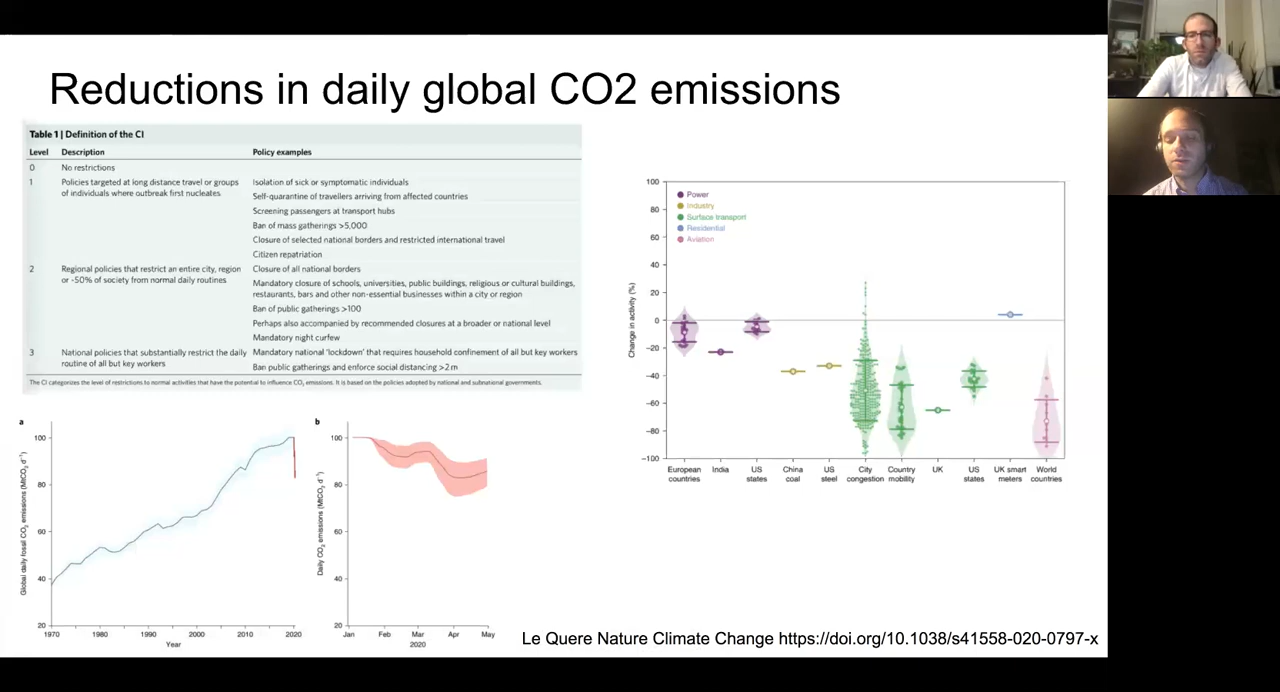 Reductions in daily global CO2 emissions
Table 1 | Definition of the CI
Level Description Policy examples
0 No restrictions
1 Policies targeted at long distance travel or groups Isolation of sick or symptomatic individuals
of individuals where outbreak first nucleates Self-quarantine of travellers arriving from affected countries
Screening passengers at transport hubs
Ban of mass gatherings >5,000
Closure of selected national borders and restricted international travel
Citizen repatriation
2 Regional policies that restrict an entire city, region Closure of all national borders
or ~50% of society from normal daily routines Mandatory closure of schools, universities, public buildings, religious or cultural buildings,
restaurants, bars and other non-essential businesses within a city or region
Ban of public gatherings >100
Perhaps also accompanied by recommended closures at a broader or national level
Mandatory night curfew
3 National policies that substantially restrict the daily Mandatory national 'lockdown' that requires household confinement of all but key workers
routine of all but key workers Ban public gatherings and enforce social distancing >2 m
The CI categorizes the level of restrictions to normal activities that have the potential to influence CO2 emissions. It is based on the policies adopted by national and subnational governments.
a
Global daily fossil CO2 emissions (MtCO2 d⁻¹)
100
80
60
40
20
1970 1980 1990 2000 2010 2020
Year
b
Daily CO2 emissions (MtCO2 d⁻¹)
100
80
60
40
20
Jan Feb Mar Apr May
2020
Change in activity (%)
100
80
60
40
20
0
−20
−40
−60
−80
−100
Power
Industry
Surface transport
Residential
Aviation
European countries
India
US states
China coal
US steel
City congestion
Country mobility
UK
US states
UK smart meters
World countries
Le Quere Nature Climate Change https://doi.org/10.1038/s41558-020-0797-x